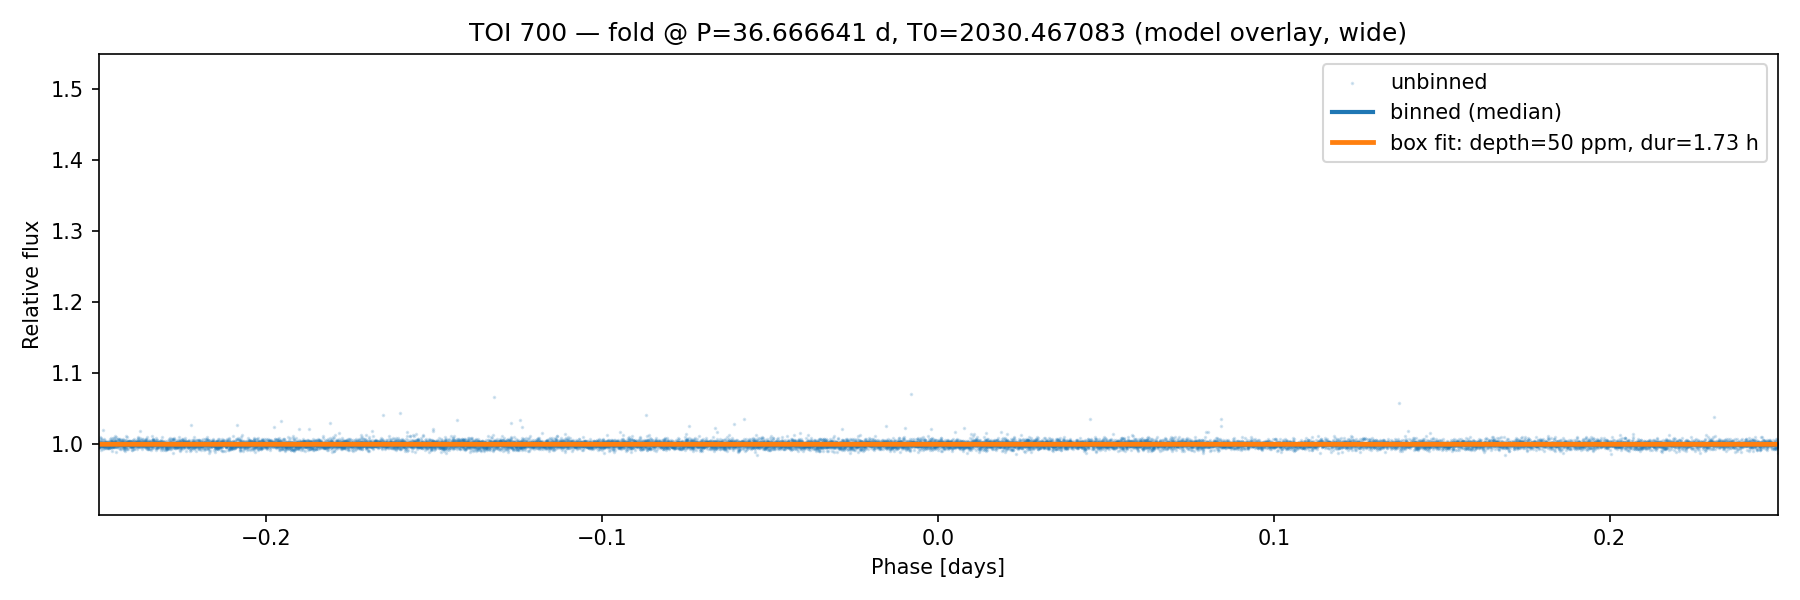 TOI 700 — fold @ P=36.666641 d, T0=2030.467083 (model overlay, wide)
unbinned
binned (median)
box fit: depth=50 ppm, dur=1.73 h
Relative flux
1.5
1.4
1.3
1.2
1.1
1.0
−0.2 −0.1 0.0 0.1 0.2
Phase [days]